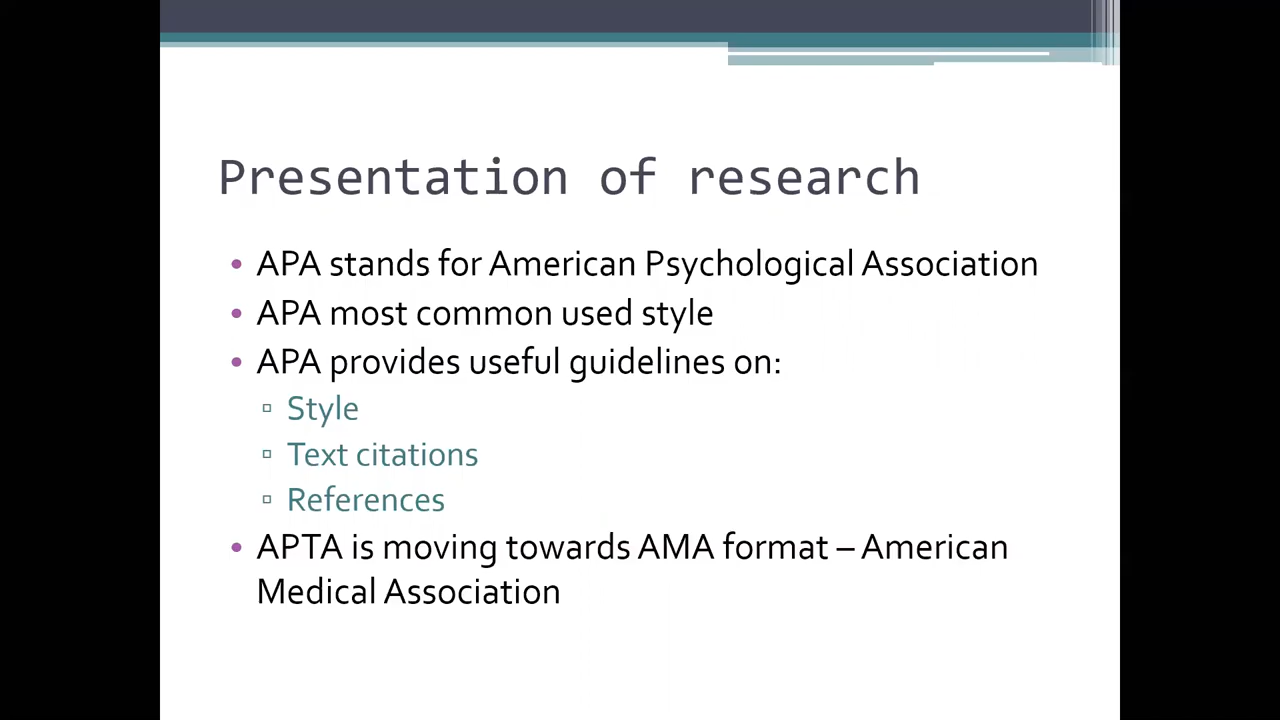 Presentation of research
• APA stands for American Psychological Association
• APA most common used style
• APA provides useful guidelines on:
▫ Style
▫ Text citations
▫ References
• APTA is moving towards AMA format – American
Medical Association